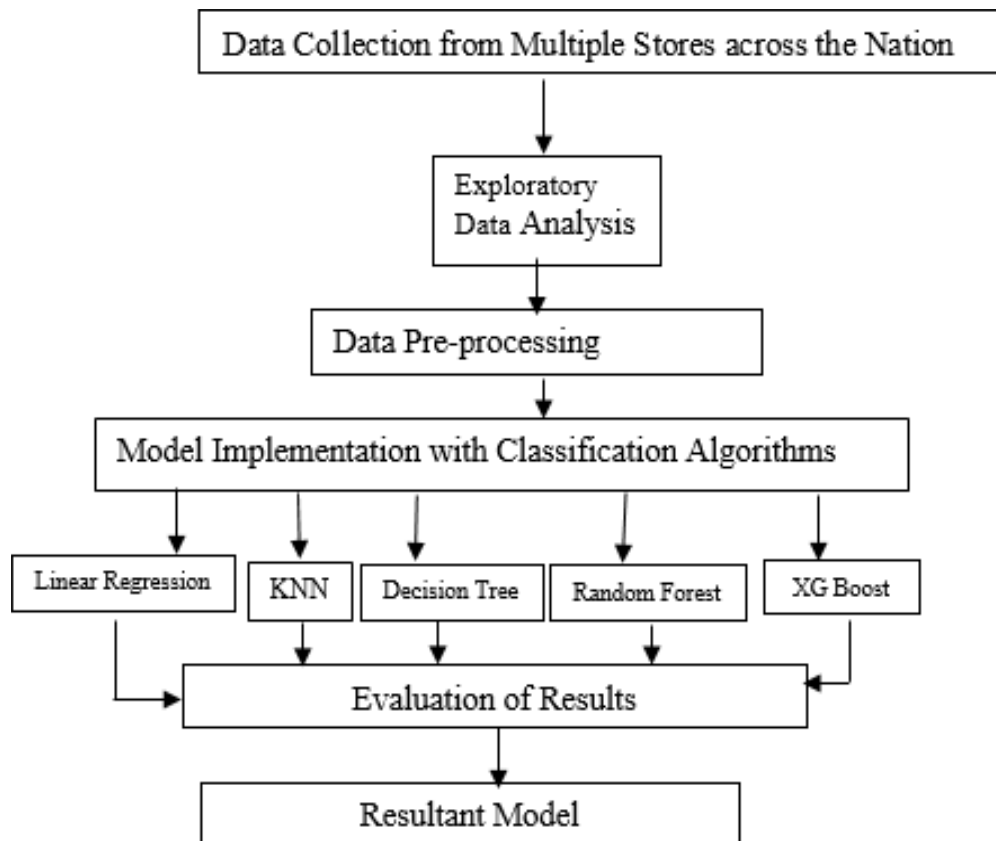 Data Collection from Multiple Stores across the Nation
Exploratory
Data Analysis
Data Pre-processing
Model Implementation with Classification Algorithms
Linear Regression
KNN
Decision Tree
Random Forest
XG Boost
Evaluation of Results
Resultant Model